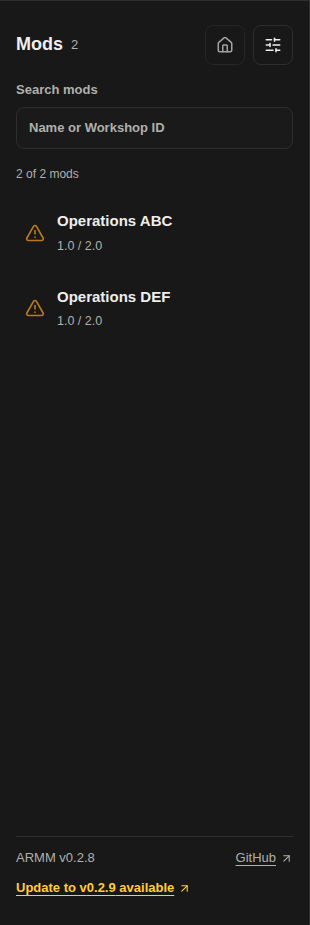 Mods 2
Search mods
Name or Workshop ID
2 of 2 mods
Operations ABC
1.0 / 2.0
Operations DEF
1.0 / 2.0
ARMM v0.2.8 GitHub
Update to v0.2.9 available